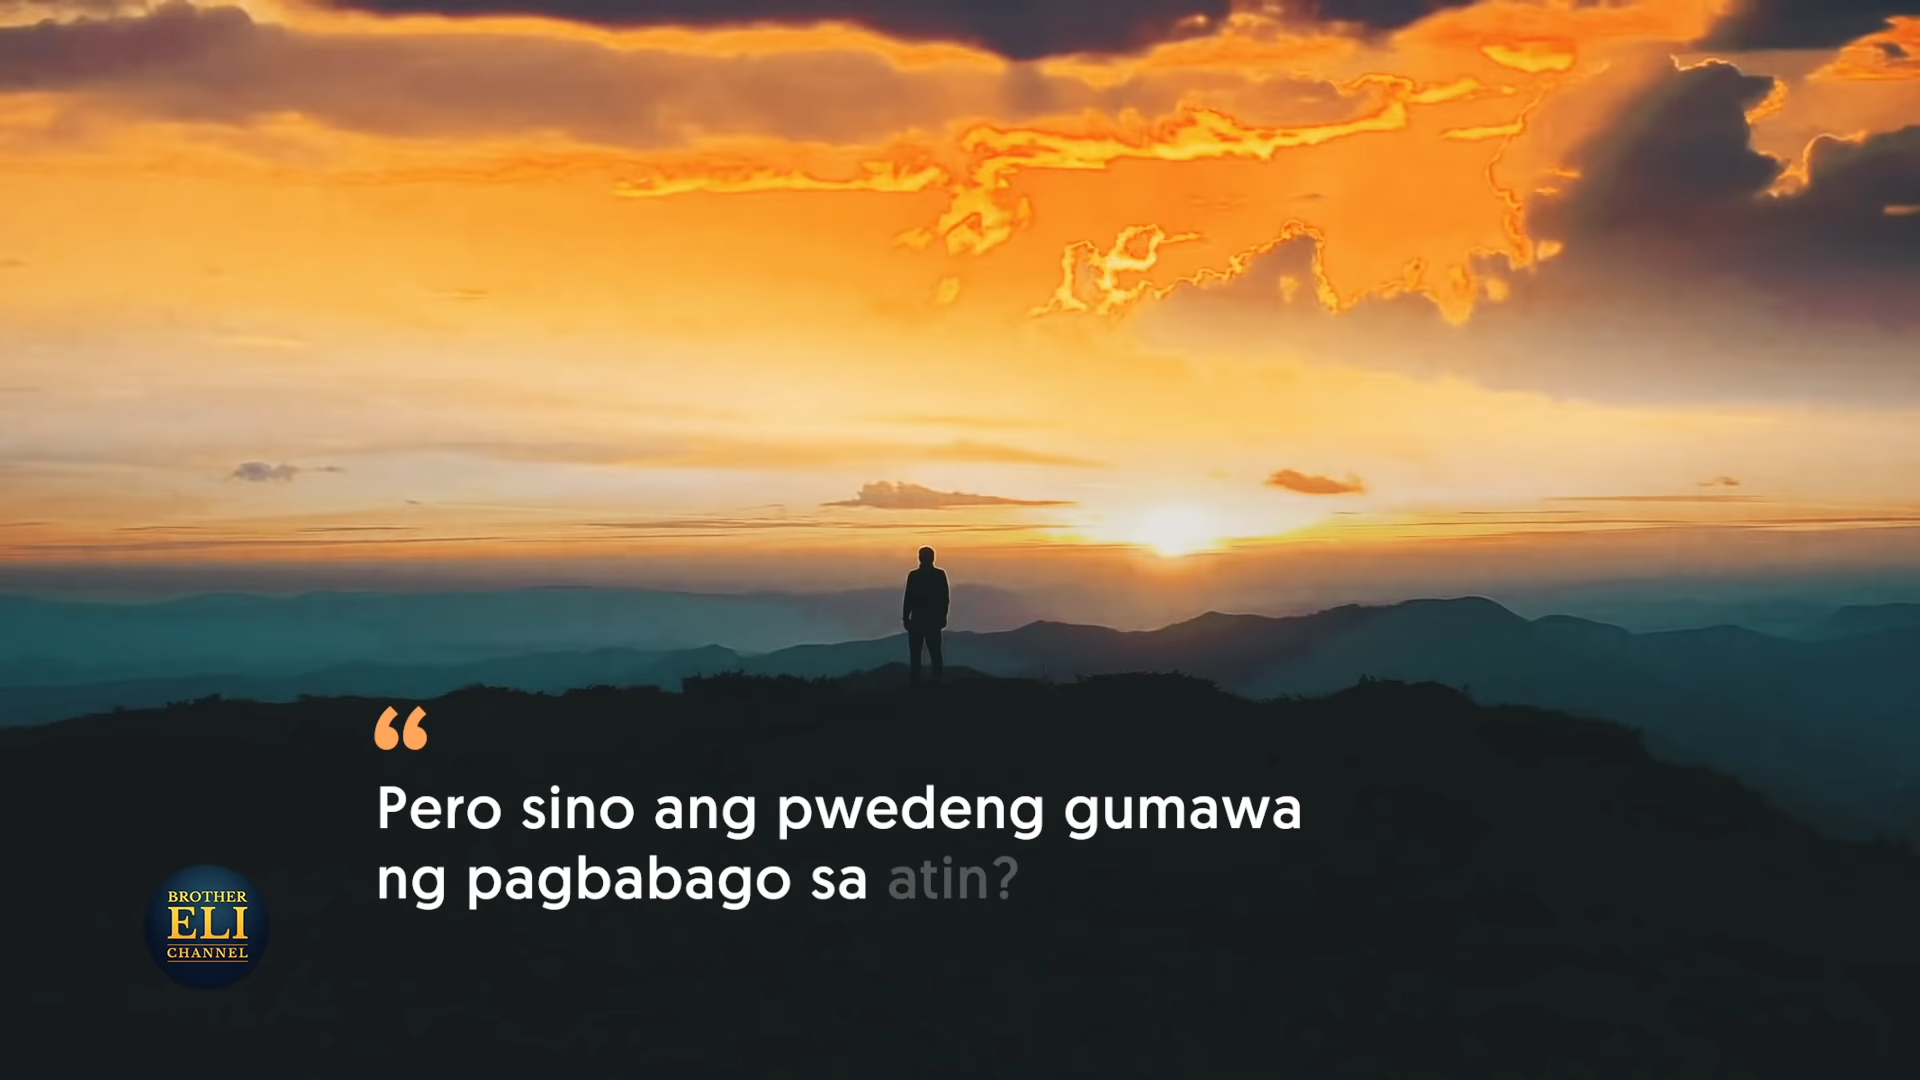 “
Pero sino ang pwedeng gumawa
ng pagbabago sa atin?
BROTHER
ELI
CHANNEL